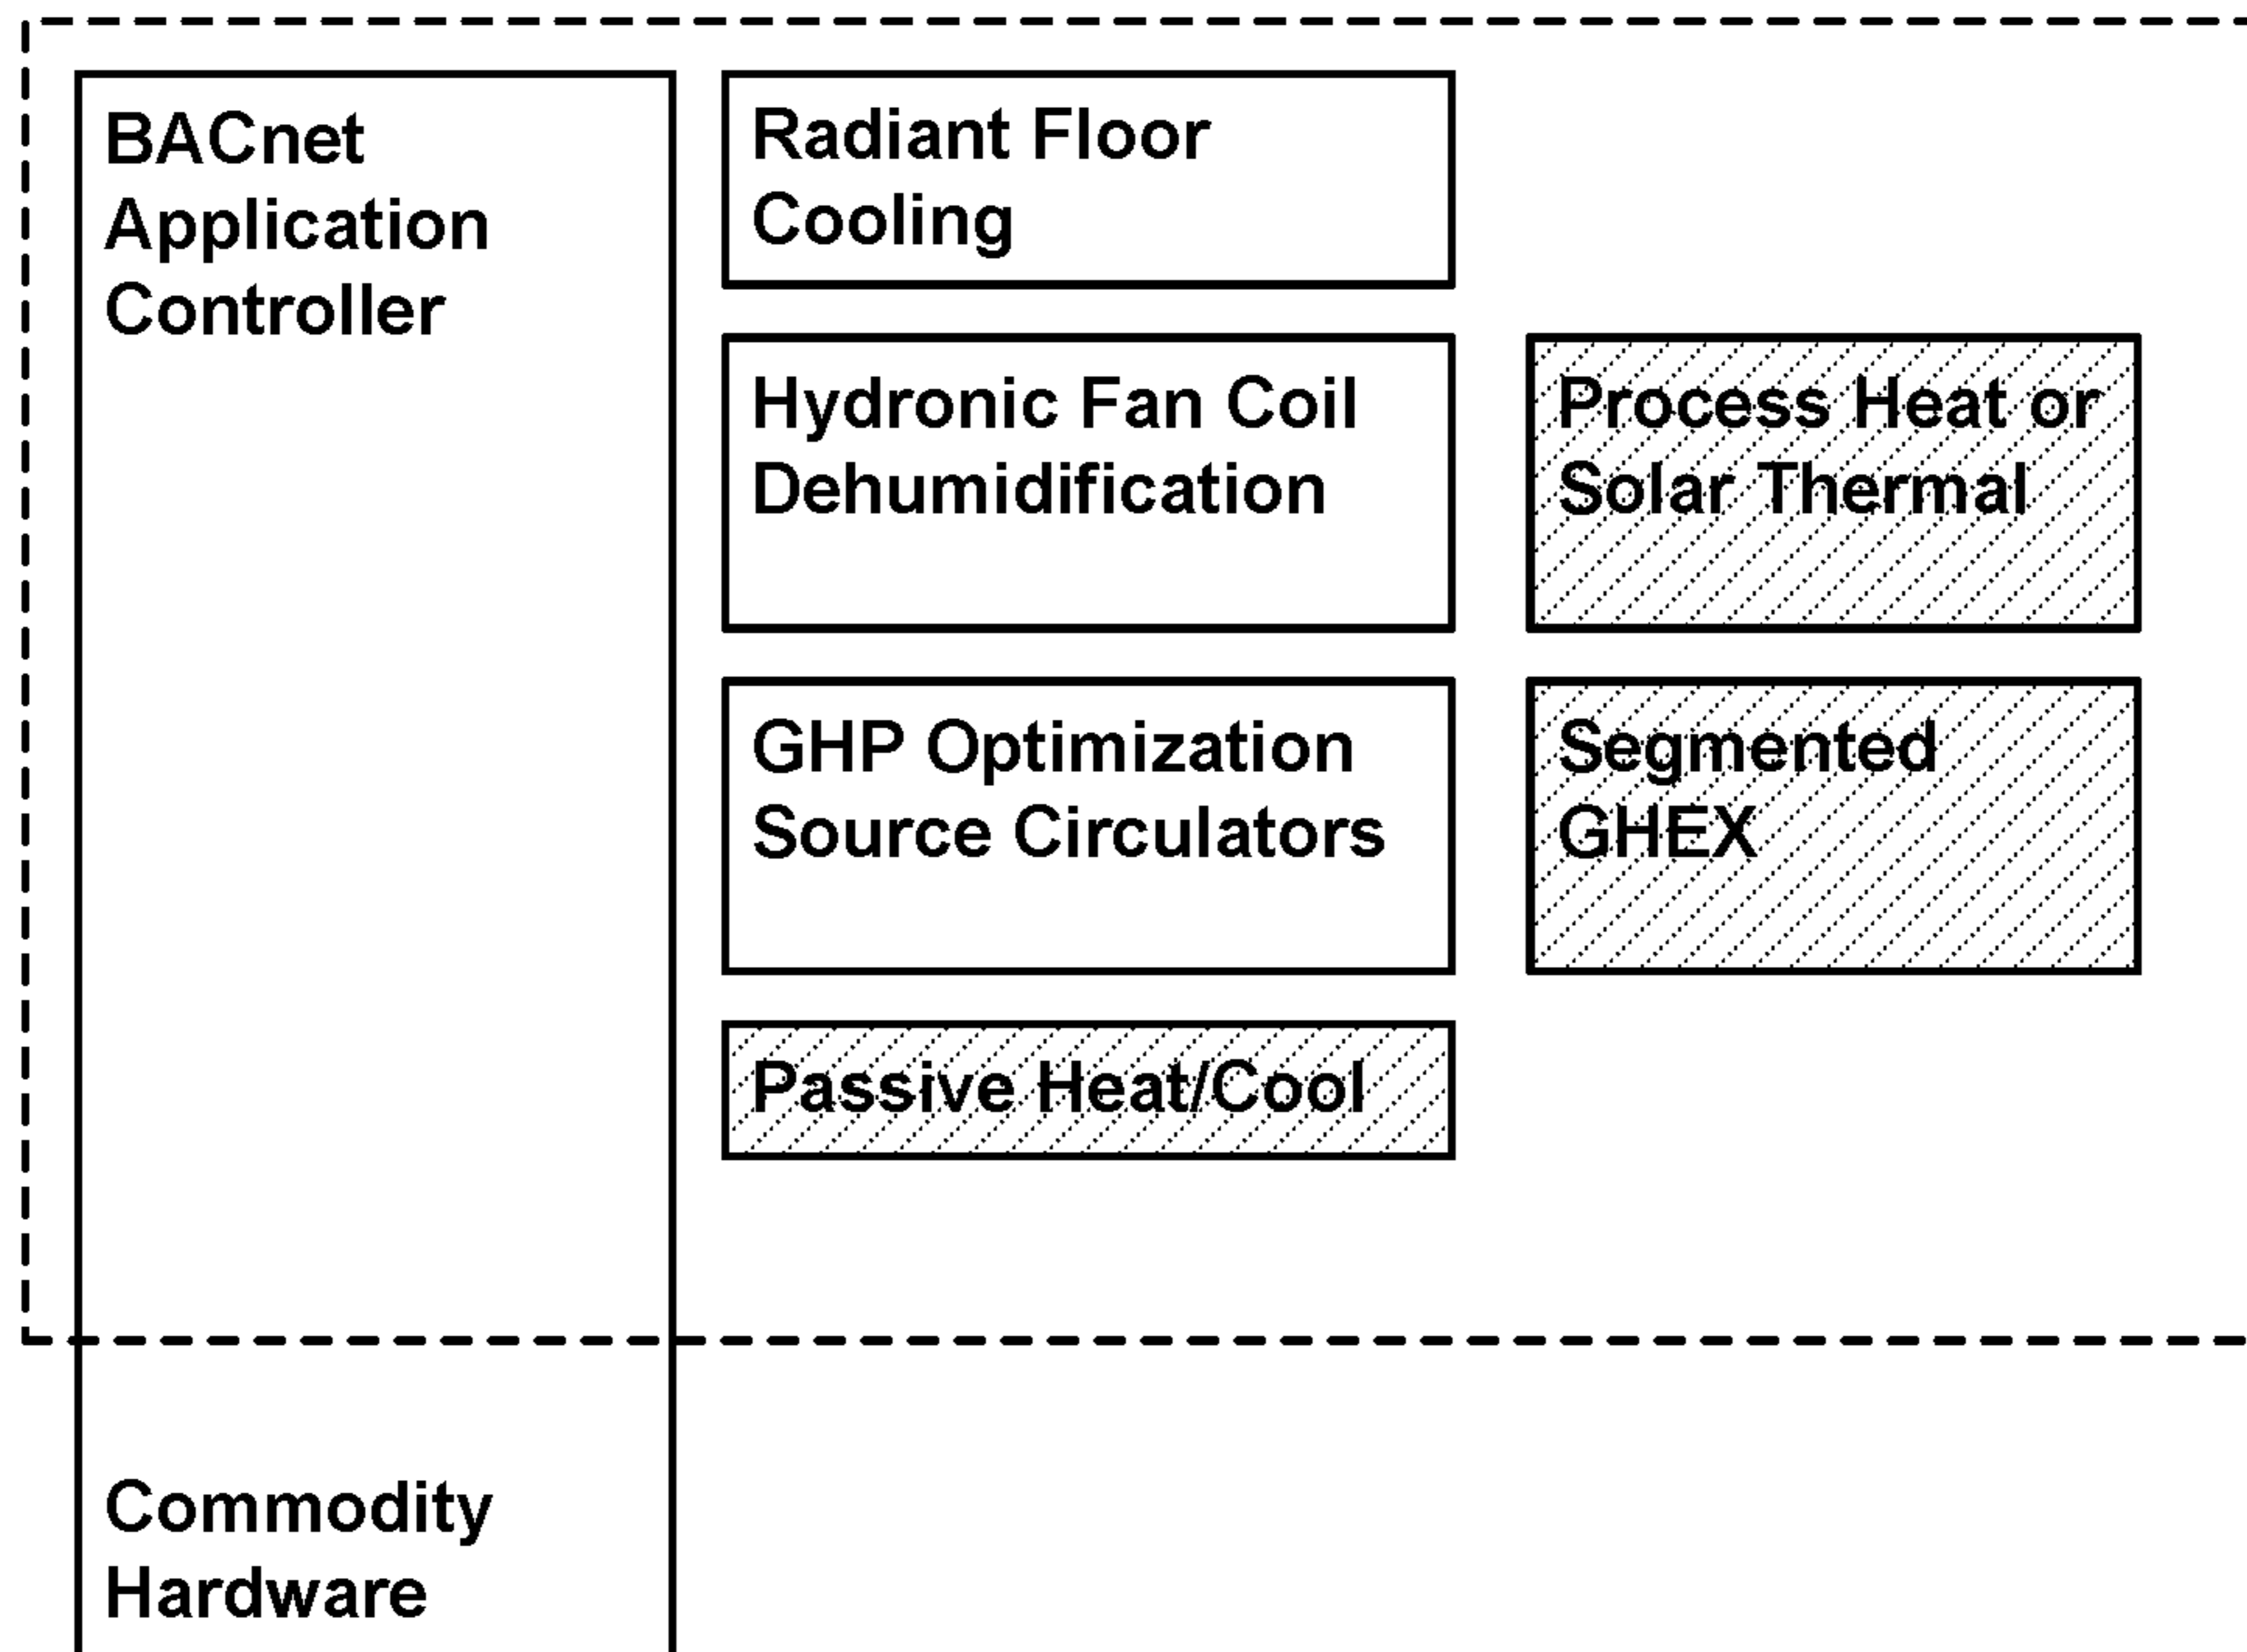 BACnet
Application
Controller
Radiant Floor
Cooling
Hydronic Fan Coil
Dehumidification
Process Heat or
Solar Thermal
GHP Optimization
Source Circulators
Segmented
GHEX
Passive Heat/Cool
Commodity
Hardware